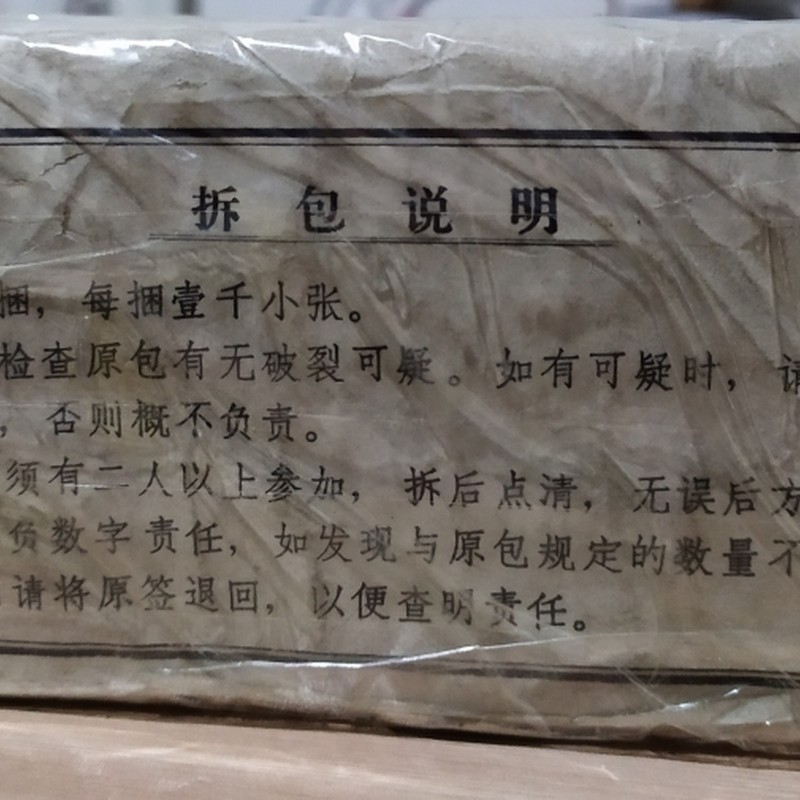 拆包说明
捆，每捆壹千小张。
检查原包有无破裂可疑。如有可疑时，请
，否则概不负责。
须有二人以上参加，拆后点清，无误后方
负数字责任，如发现与原包规定的数量不
请将原签退回，以便查明责任。